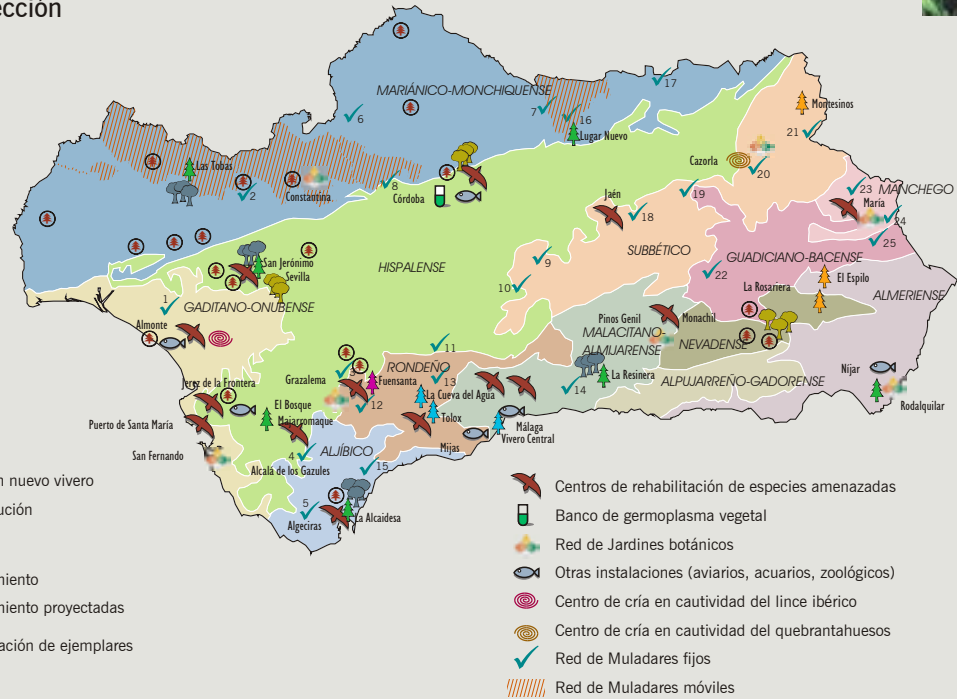 ección
MARIÁNICO-MONCHIQUENSE
17
6
7
16
Lugar Nuevo
Montesinos
21
Las Tobas
2
Constantina
8
Córdoba
Cazorla
20
19
Jaén
18
23
MANCHEGO
María
24
25
SUBBÉTICO
GUADICIANO-BACENSE
San Jerónimo
Sevilla
HISPALENSE
9
10
22
La Rosariera
El Espilo
ALMERIENSE
1
GADITANO-ONUBENSE
Almonte
Pinos Genil
Monachil
MALACITANO-
ALMIJARENSE
NEVADENSE
11
RONDEÑO
3
13
Jerez de la Frontera
Grazalema
Fuensanta
La Cueva del Agua
12
14
La Resinera
ALPUJARREÑO-GADORENSE
Níjar
Rodalquilar
El Bosque
Majarromaque
Tolox
Málaga
Vivero Central
Puerto de Santa María
San Fernando
4
ALJÍBICO
Mijas
Alcalá de los Gazules
15
5
Algeciras
La Alcaidesa
n nuevo vivero
ución
miento
miento proyectadas
ación de ejemplares
Centros de rehabilitación de especies amenazadas
Banco de germoplasma vegetal
Red de Jardines botánicos
Otras instalaciones (aviarios, acuarios, zoológicos)
Centro de cría en cautividad del lince ibérico
Centro de cría en cautividad del quebrantahuesos
Red de Muladares fijos
Red de Muladares móviles